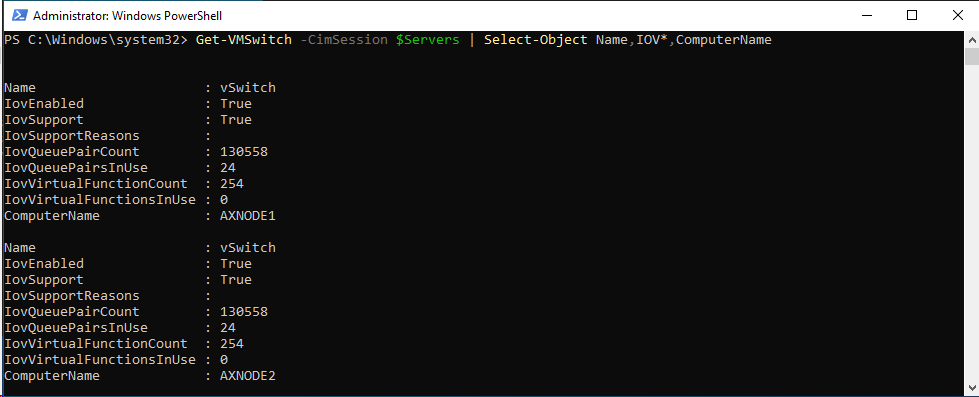 Administrator: Windows PowerShell
PS C:\Windows\system32> Get-VMSwitch -CimSession $Servers | Select-Object Name,IOV*,ComputerName
Name                    : vSwitch
IovEnabled              : True
IovSupport              : True
IovSupportReasons       :
IovQueuePairCount       : 130558
IovQueuePairsInUse      : 24
IovVirtualFunctionCount : 254
IovVirtualFunctionsInUse : 0
ComputerName            : AXNODE1
Name                    : vSwitch
IovEnabled              : True
IovSupport              : True
IovSupportReasons       :
IovQueuePairCount       : 130558
IovQueuePairsInUse      : 24
IovVirtualFunctionCount : 254
IovVirtualFunctionsInUse : 0
ComputerName            : AXNODE2